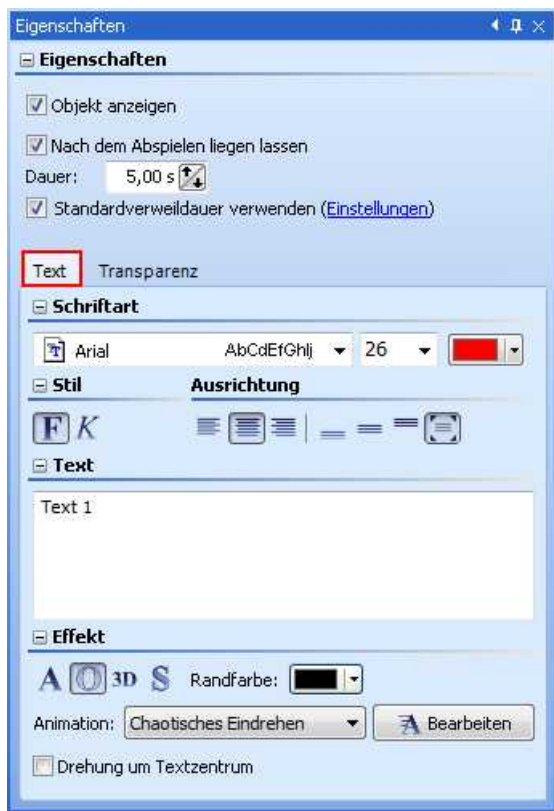 Eigenschaften
Eigenschaften
Objekt anzeigen
Nach dem Abspielen liegen lassen
Dauer: 5,00 s
Standardverweildauer verwenden (Einstellungen)
Text Transparenz
Schriftart
Arial AbCdEfGhIj 26
Stil Ausrichtung
F K
Text
Text 1
Effekt
A O 3D S Randfarbe:
Animation: Chaotisches Eindrehen A Bearbeiten
Drehung um Textzentrum